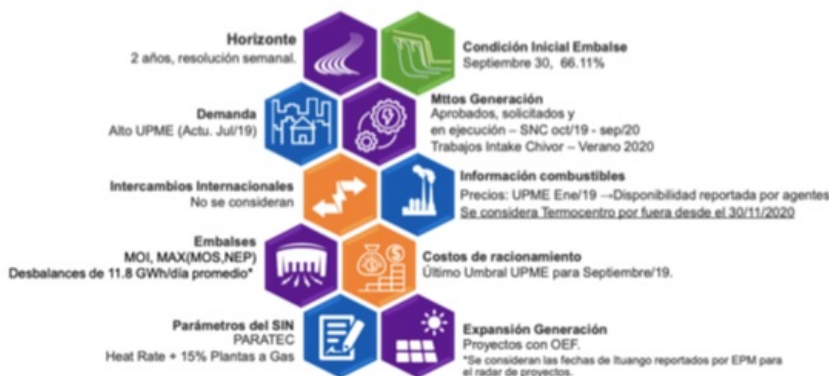 Horizonte
2 años, resolución semanal.
Condición Inicial Embalse
Septiembre 30, 66.11%
Demanda
Alto UPME (Actu. Jul/19)
Mttos Generación
Aprobados, solicitados y
en ejecución – SNC oct/19 - sep/20
Trabajos Intake Chivor – Verano 2020
Intercambios Internacionales
No se consideran
Información combustibles
Precios: UPME Ene/19 →Disponibilidad reportada por agentes
Se considera Termocentro por fuera desde el 30/11/2020
Embalses
MOI, MAX(MOS,NEP)
Desbalances de 11.8 GWh/día promedio*
Costos de racionamiento
Último Umbral UPME para Septiembre/19.
Parámetros del SIN
PARATEC
Heat Rate + 15% Plantas a Gas
Expansión Generación
Proyectos con OEF.
*Se consideran las fechas de Ituango reportados por EPM para
el radar de proyectos.